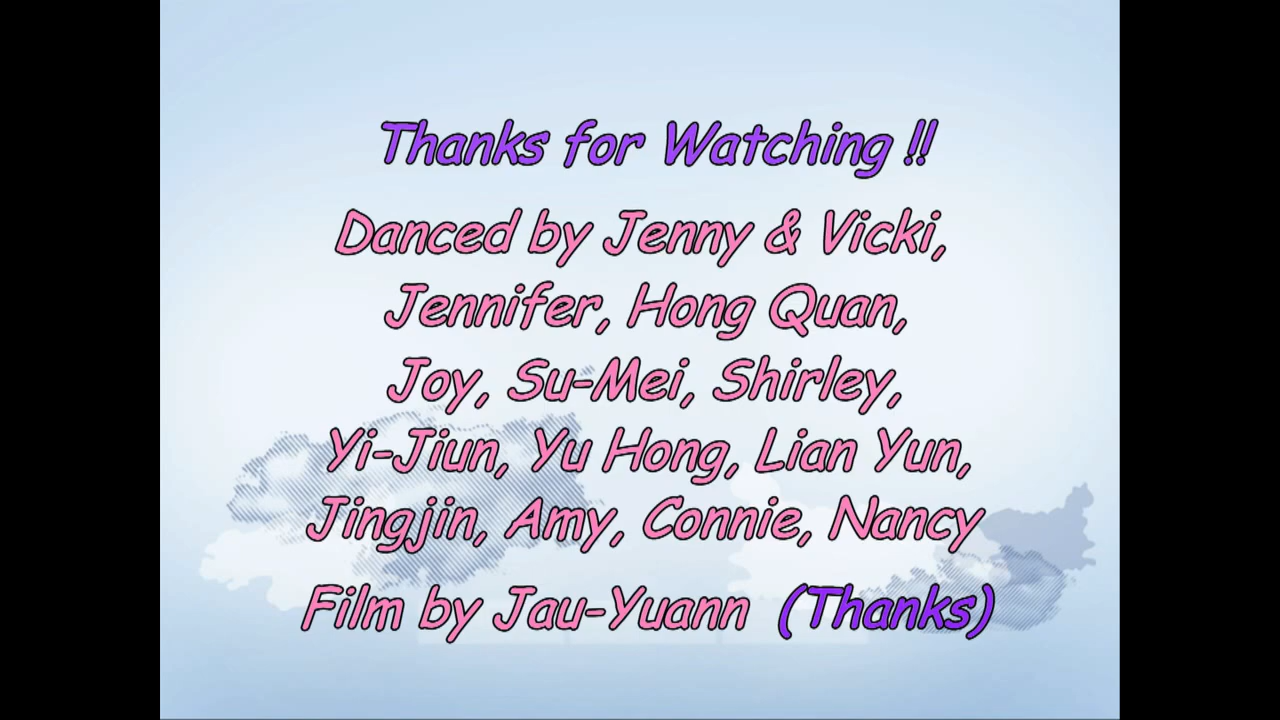 Thanks for Watching !!
Danced by Jenny & Vicki,
Jennifer, Hong Quan,
Joy, Su-Mei, Shirley,
Yi-Jiun, Yu Hong, Lian Yun,
Jingjin, Amy, Connie, Nancy
Film by Jau-Yuann (Thanks)